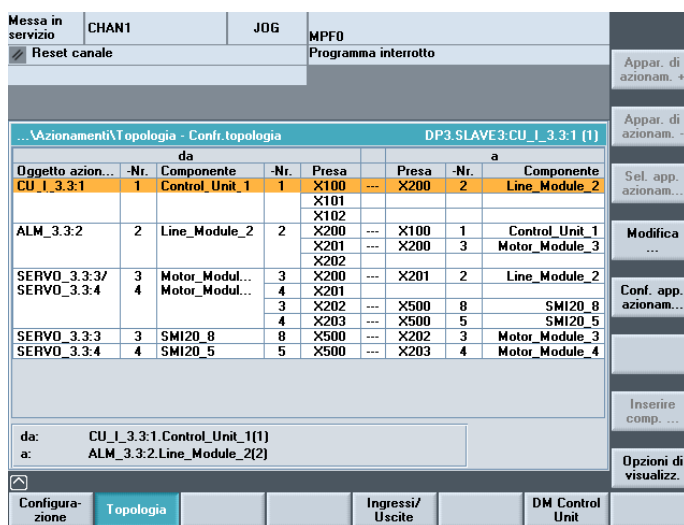 Messa in servizio CHAN1 JOG MPF0
Reset canale Programma interrotto
...\Azionamenti\Topologia - Confr.topologia DP3.SLAVE3:CU_I_3.3:1 (1)
da a
Oggetto azion... -Nr. Componente -Nr. Presa Presa -Nr. Componente
CU_I_3.3:1 1 Control_Unit_1 1 X100 --- X200 2 Line_Module_2
X101
X102
ALM_3.3:2 2 Line_Module_2 2 X200 --- X100 1 Control_Unit_1
X201 --- X200 3 Motor_Module_3
X202
SERVO_3.3:3/ 3 Motor_Modul... 3 X200 --- X201 2 Line_Module_2
SERVO_3.3:4 4 Motor_Modul... 4 X201
3 X202 --- X500 8 SMI20_8
4 X203 --- X500 5 SMI20_5
SERVO_3.3:3 3 SMI20_8 8 X500 --- X202 3 Motor_Module_3
SERVO_3.3:4 4 SMI20_5 5 X500 --- X203 4 Motor_Module_4
da: CU_I_3.3:1.Control_Unit_1(1)
a: ALM_3.3:2.Line_Module_2(2)
Appar. di
azionam. +
Appar. di
azionam. -
Sel. app.
azionam...
Modifica
...
Conf. app.
azionam...
Inserire
comp. ...
Opzioni di
visualizz.
Configura-
zione
Topologia
Ingressi/
Uscite
DM Control
Unit